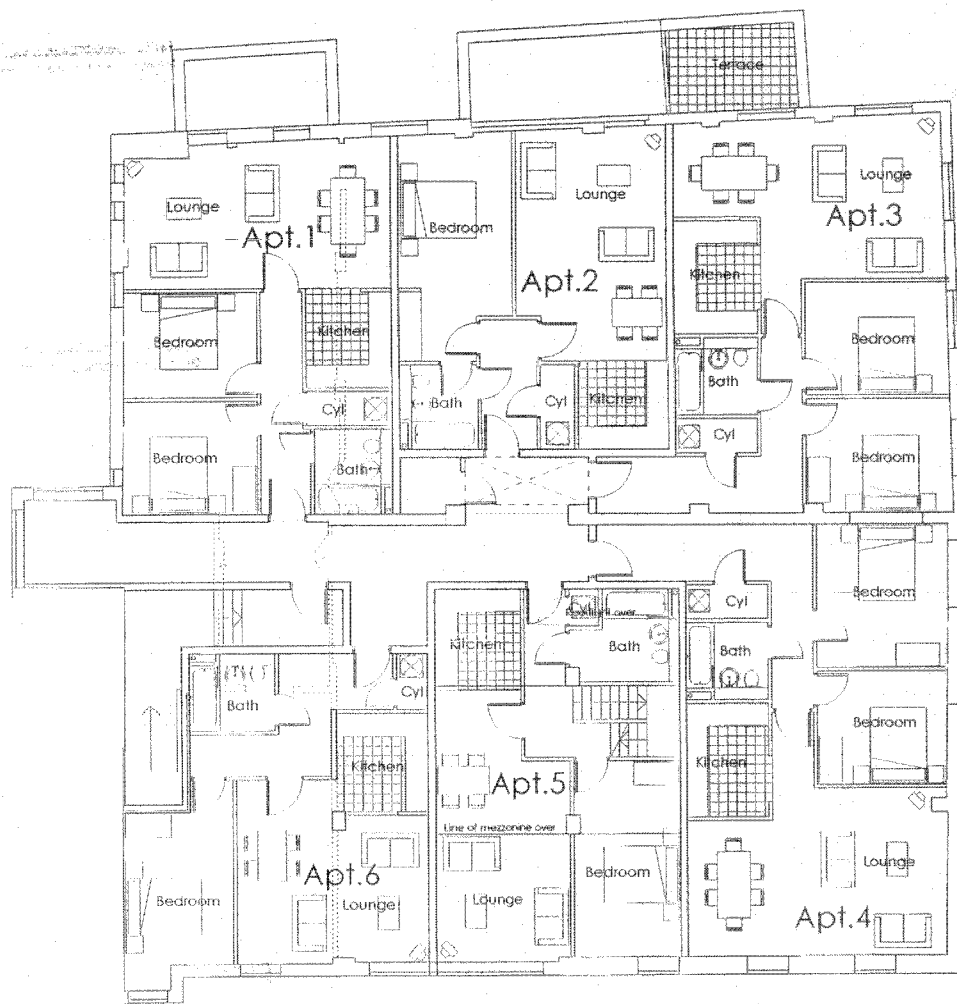 Terrace
Lounge
Apt.1
Bedroom
Kitchen
Cyl
Bedroom
Bath
Bedroom
Lounge
Apt.2
Bath
Cyl
Kitchen
Lounge
Apt.3
Kitchen
Bedroom
Bath
Cyl
Bedroom
Bedroom
Cyl
Bath
Bedroom
Kitchen
Lounge
Apt.4
Cyl
over
Kitchen
Bath
Apt.5
Line of mezzanine over
Bedroom
Lounge
Bath
Cyl
Kitchen
Apt.6
Bedroom
Lounge